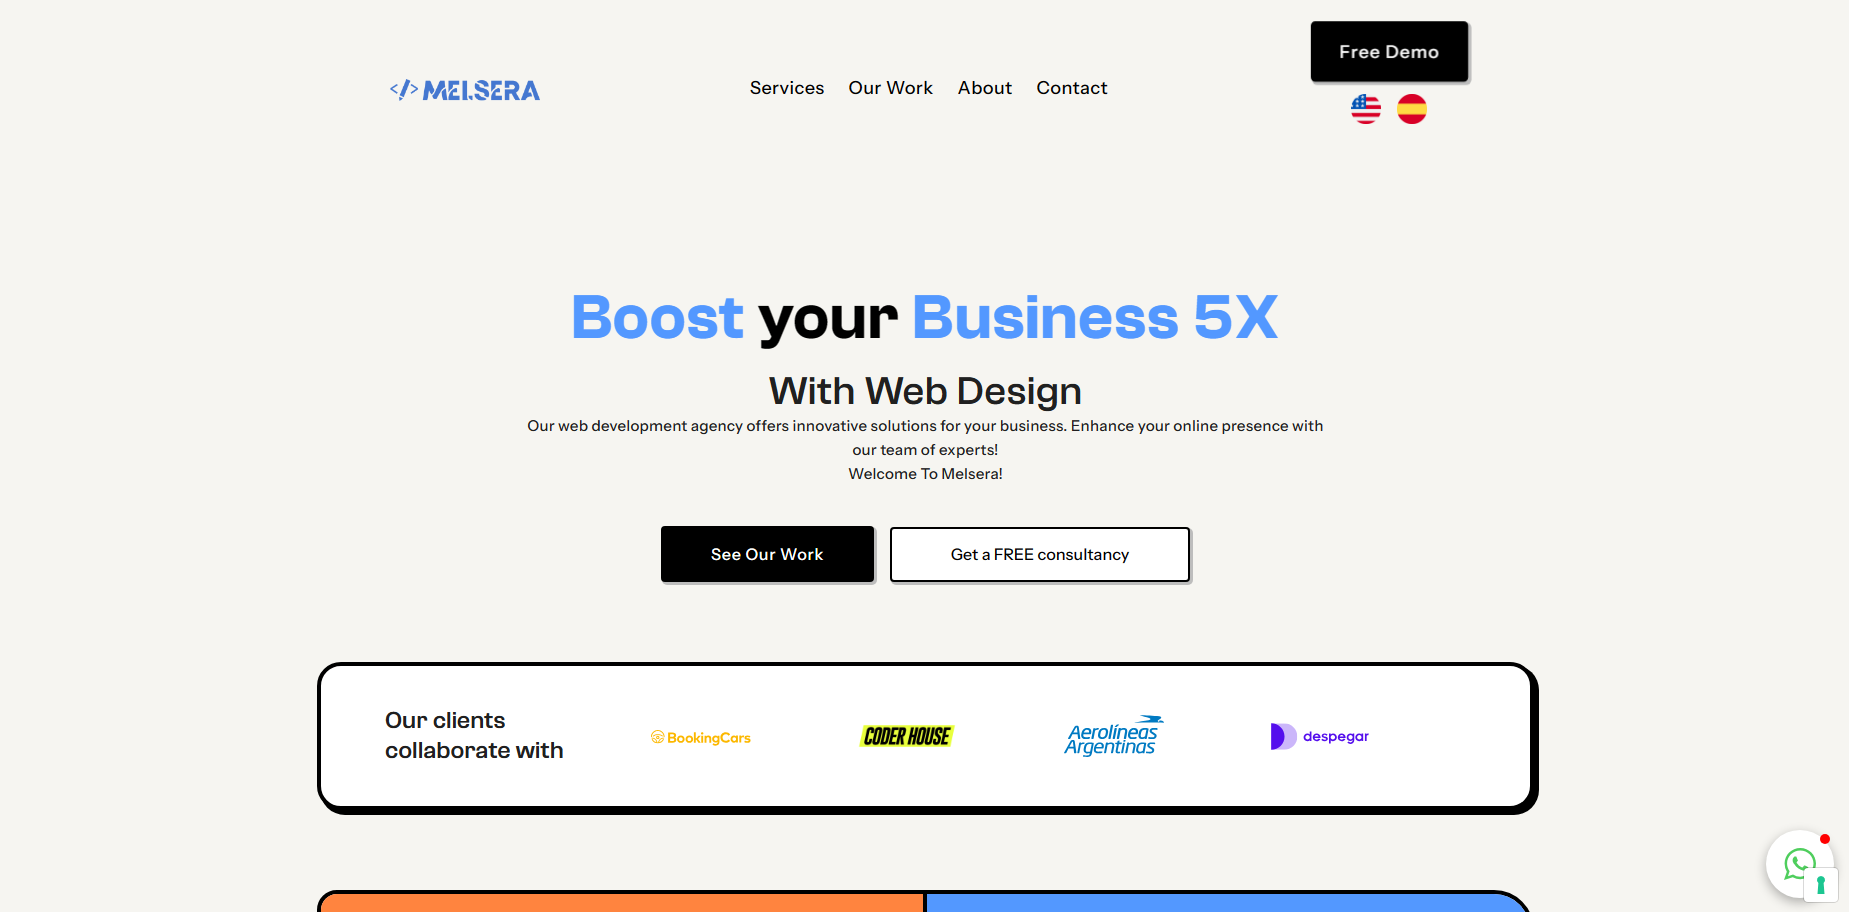 </> MELSERA
Services Our Work About Contact
Free Demo
Boost your Business 5X
With Web Design
Our web development agency offers innovative solutions for your business. Enhance your online presence with
our team of experts!
Welcome To Melsera!
See Our Work
Get a FREE consultancy
Our clients
collaborate with
BookingCars
CODER HOUSE
Aerolíneas
Argentinas
despegar